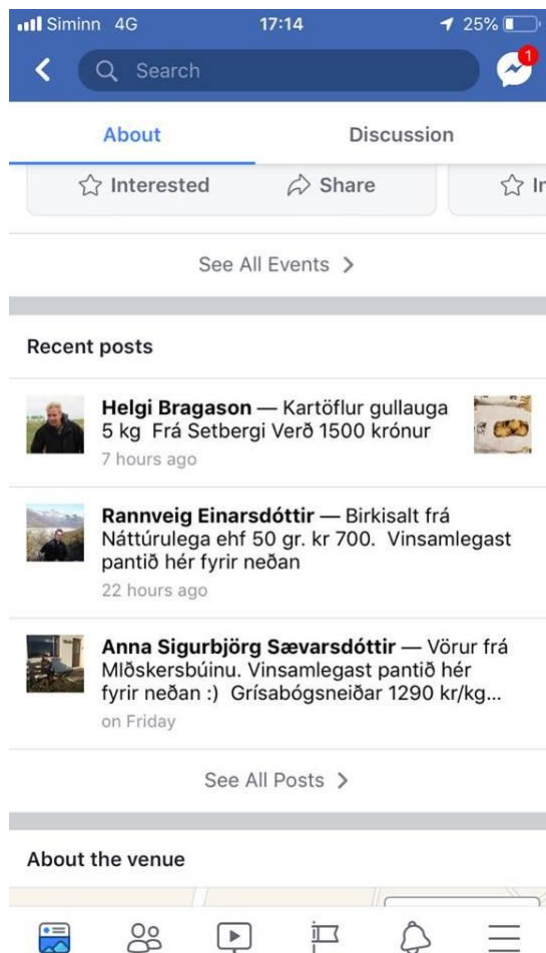 Siminn 4G 17:14 25%
Search 1
About Discussion
Interested Share
See All Events
Recent posts
Helgi Bragason — Kartöflur gullauga
5 kg Frá Setbergi Verð 1500 krónur
7 hours ago
Rannveig Einarsdóttir — Birkisalt frá
Náttúrulega ehf 50 gr. kr 700. Vinsamlegast
pantið hér fyrir neðan
22 hours ago
Anna Sigurbjörg Sævarsdóttir — Vörur frá
MIðskersbúinu. Vinsamlegast pantið hér
fyrir neðan :) Grísabógsneiðar 1290 kr/kg...
on Friday
See All Posts
About the venue